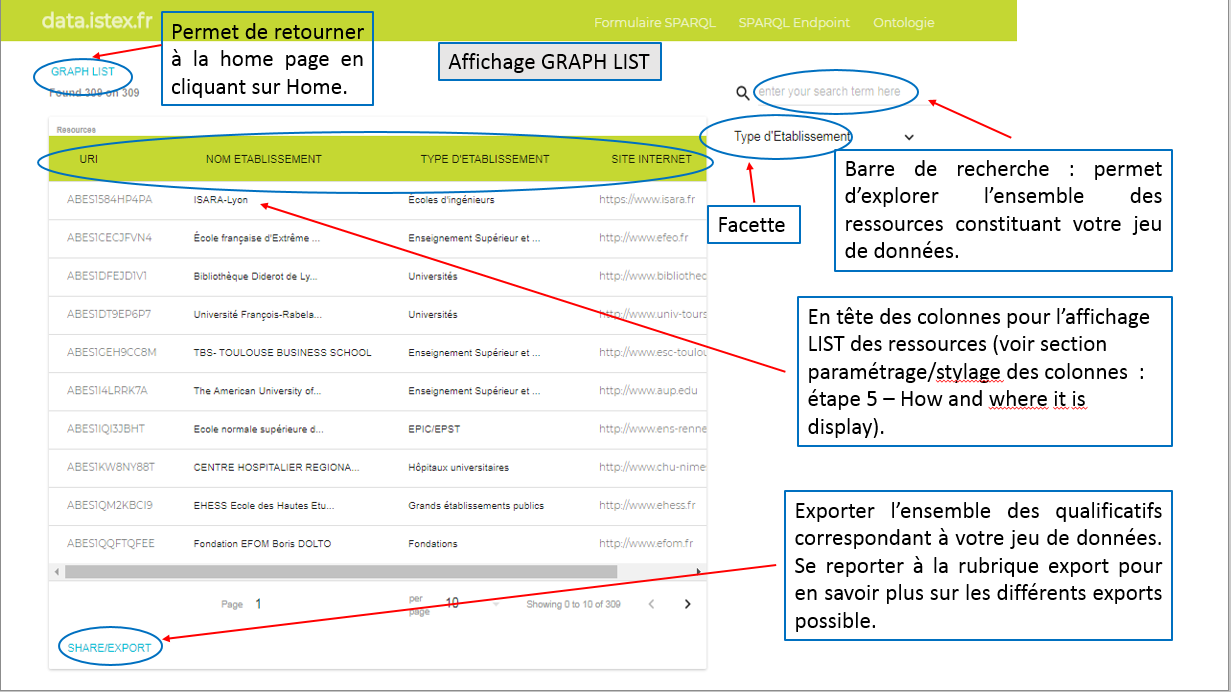 data.istex.fr
Formulaire SPARQL SPARQL Endpoint Ontologie
Permet de retourner
à la home page en
cliquant sur Home.
Affichage GRAPH LIST
GRAPH LIST
Found 309 on 309
enter your search term here
Type d'Etablissement
Barre de recherche : permet
d'explorer l'ensemble des
ressources constituant votre jeu
de données.
Facette
Resources
URI NOM ETABLISSEMENT TYPE D'ETABLISSEMENT SITE INTERNET
ABES1584HP4PA ISARA-Lyon Écoles d'ingénieurs https://www.isara.fr
ABES1CECJFVN4 École française d'Extrême ... Enseignement Supérieur et ... http://www.efeo.fr
ABES1DFEJD1V1 Bibliothèque Diderot de Ly... Universités http://www.bibliothec
ABES1DT9EP6P7 Université François-Rabela... Universités http://www.univ-tours
ABES1GEH9CC8M TBS- TOULOUSE BUSINESS SCHOOL Enseignement Supérieur et ... http://www.esc-toulou
ABES1I4LRRK7A The American University of... Enseignement Supérieur et ... http://www.aup.edu
ABES1IQI3JBHT Ecole normale supérieure d... EPIC/EPST http://www.ens-renne
ABES1KW8NY88T CENTRE HOSPITALIER REGIONA... Hôpitaux universitaires http://www.chu-nime
ABES1QM2KBCI9 EHESS Ecole des Hautes Etu... Grands établissements publics http://www.ehess.fr
ABES1QQFTQFEE Fondation EFOM Boris DOLTO Fondations http://www.efom.fr
En tête des colonnes pour l'affichage
LIST des ressources (voir section
paramétrage/stylage des colonnes :
étape 5 – How and where it is
display).
Exporter l'ensemble des qualificatifs
correspondant à votre jeu de données.
Se reporter à la rubrique export pour
en savoir plus sur les différents exports
possible.
Page 1 per page 10 Showing 0 to 10 of 309
SHARE/EXPORT